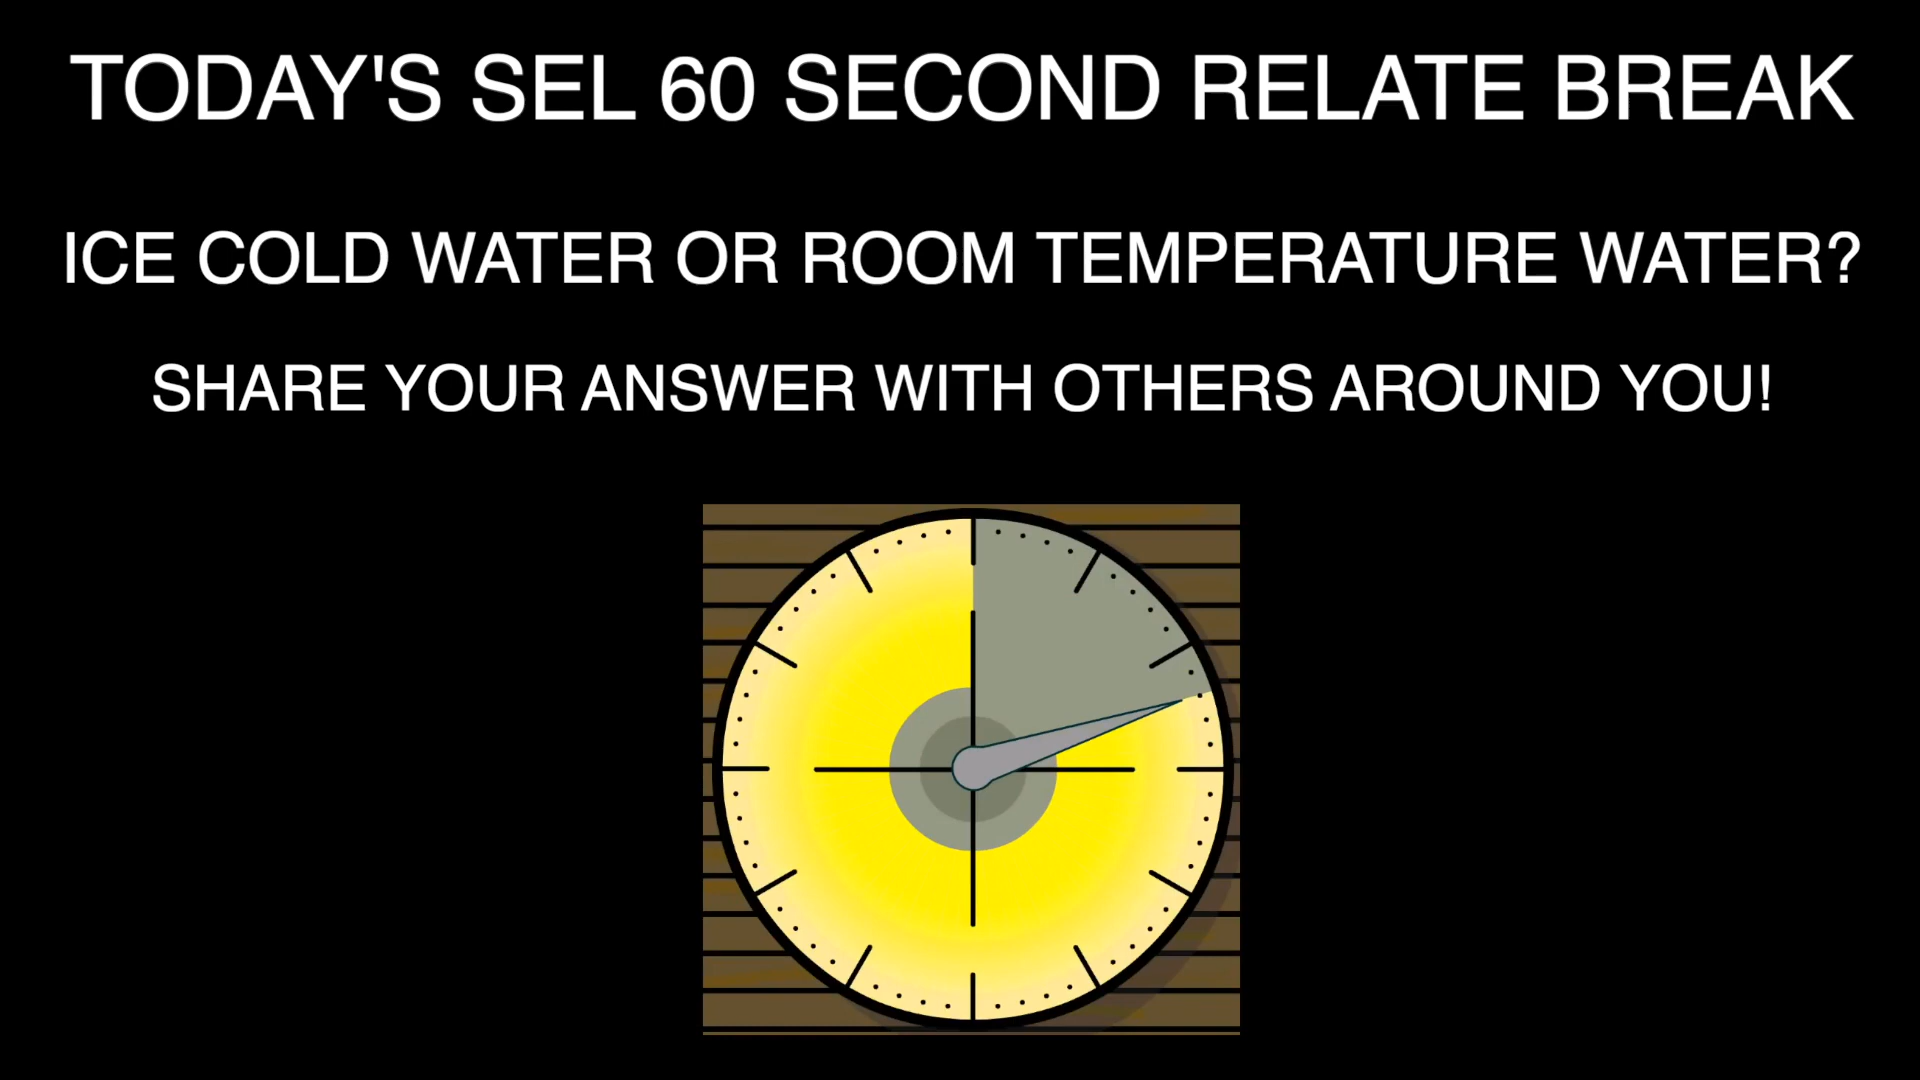 TODAY'S SEL 60 SECOND RELATE BREAK
ICE COLD WATER OR ROOM TEMPERATURE WATER?
SHARE YOUR ANSWER WITH OTHERS AROUND YOU!